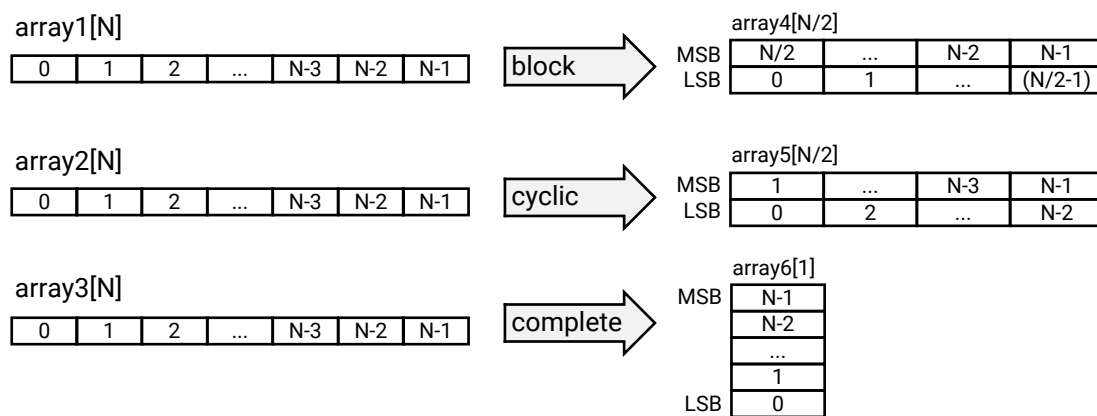 array1[N]
0 1 2 ... N-3 N-2 N-1
block
array4[N/2]
MSB N/2 ... N-2 N-1
LSB 0 1 ... (N/2-1)
array2[N]
0 1 2 ... N-3 N-2 N-1
cyclic
array5[N/2]
MSB 1 ... N-3 N-1
LSB 0 2 ... N-2
array3[N]
0 1 2 ... N-3 N-2 N-1
complete
array6[1]
MSB N-1
N-2
...
1
LSB 0